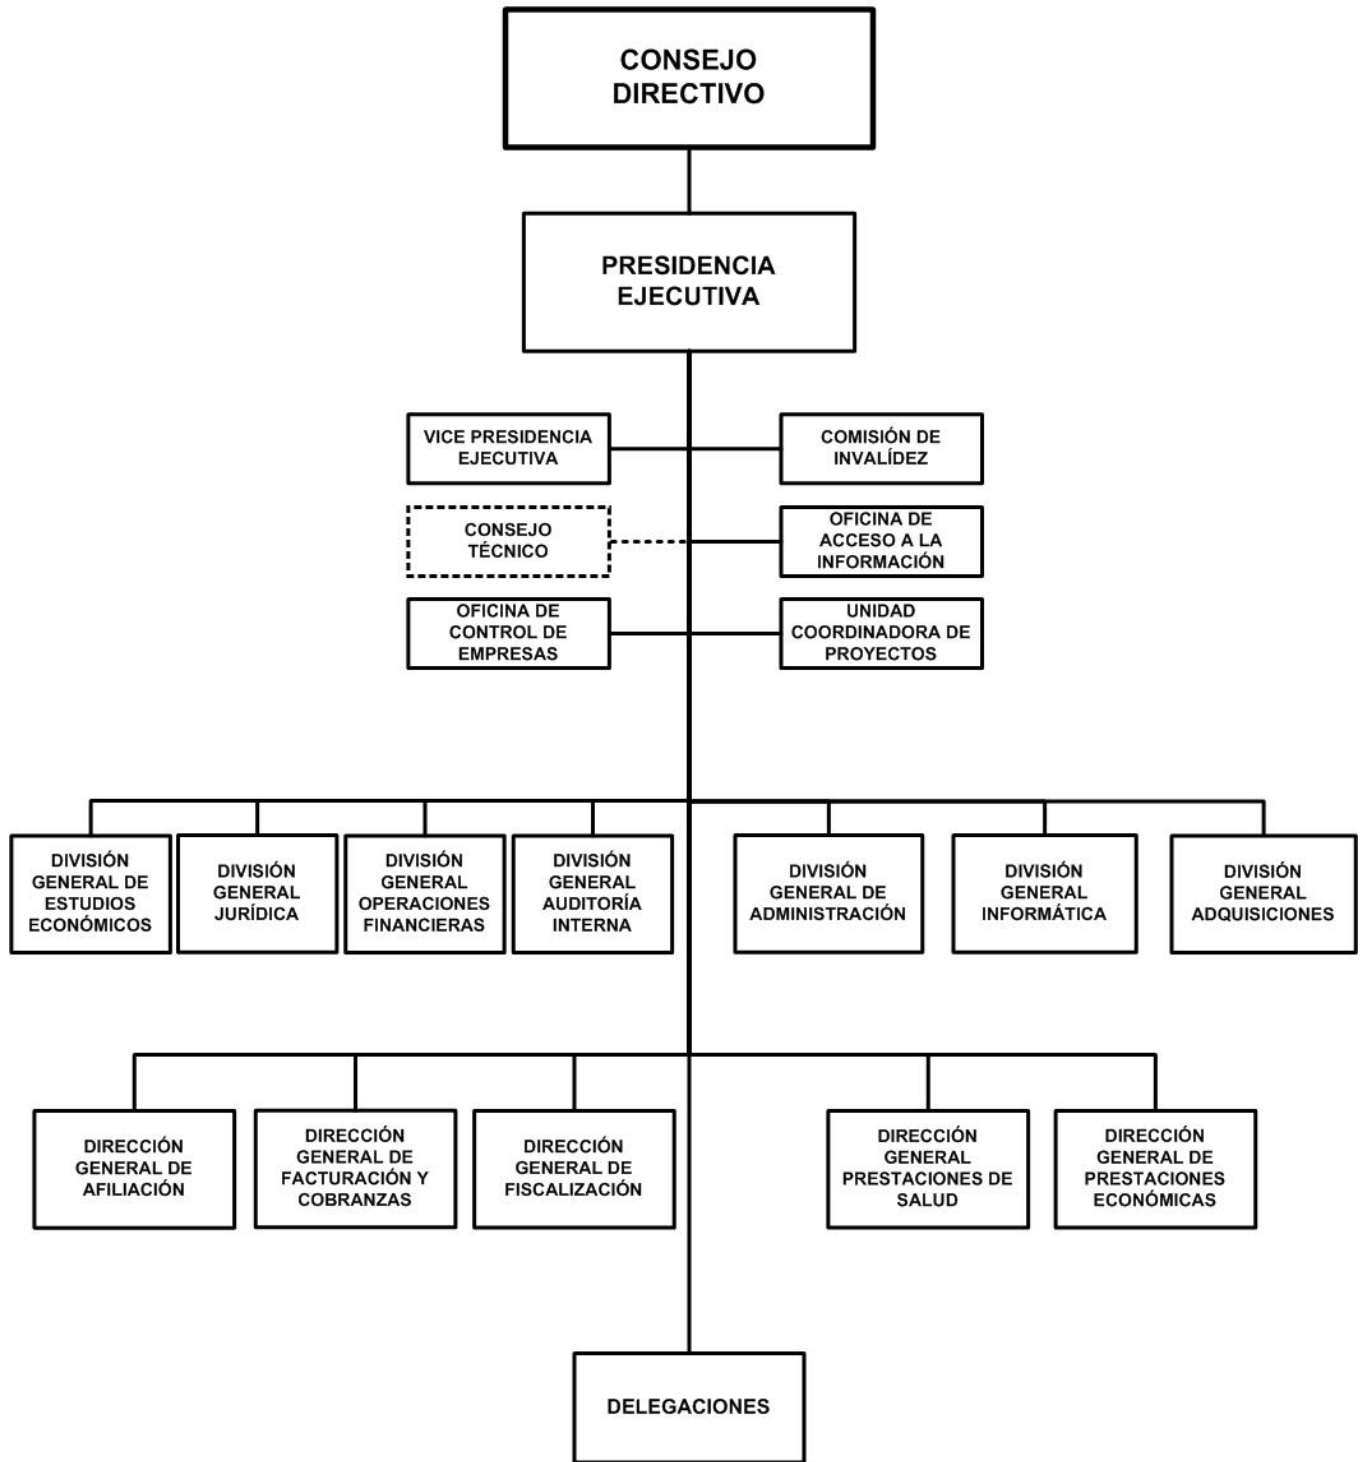 CONSEJO
DIRECTIVO
PRESIDENCIA
EJECUTIVA
VICE PRESIDENCIA
EJECUTIVA
COMISIÓN DE
INVALÍDEZ
CONSEJO
TÉCNICO
OFICINA DE
ACCESO A LA
INFORMACIÓN
OFICINA DE
CONTROL DE
EMPRESAS
UNIDAD
COORDINADORA DE
PROYECTOS
DIVISIÓN
GENERAL DE
ESTUDIOS
ECONÓMICOS
DIVISIÓN
GENERAL
JURÍDICA
DIVISIÓN
GENERAL
OPERACIONES
FINANCIERAS
DIVISIÓN
GENERAL
AUDITORÍA
INTERNA
DIVISIÓN
GENERAL DE
ADMINISTRACIÓN
DIVISIÓN
GENERAL
INFORMÁTICA
DIVISIÓN
GENERAL
ADQUISICIONES
DIRECCIÓN
GENERAL DE
AFILIACIÓN
DIRECCIÓN
GENERAL DE
FACTURACIÓN Y
COBRANZAS
DIRECCIÓN
GENERAL DE
FISCALIZACIÓN
DIRECCIÓN
GENERAL
PRESTACIONES DE
SALUD
DIRECCIÓN
GENERAL DE
PRESTACIONES
ECONÓMICAS
DELEGACIONES